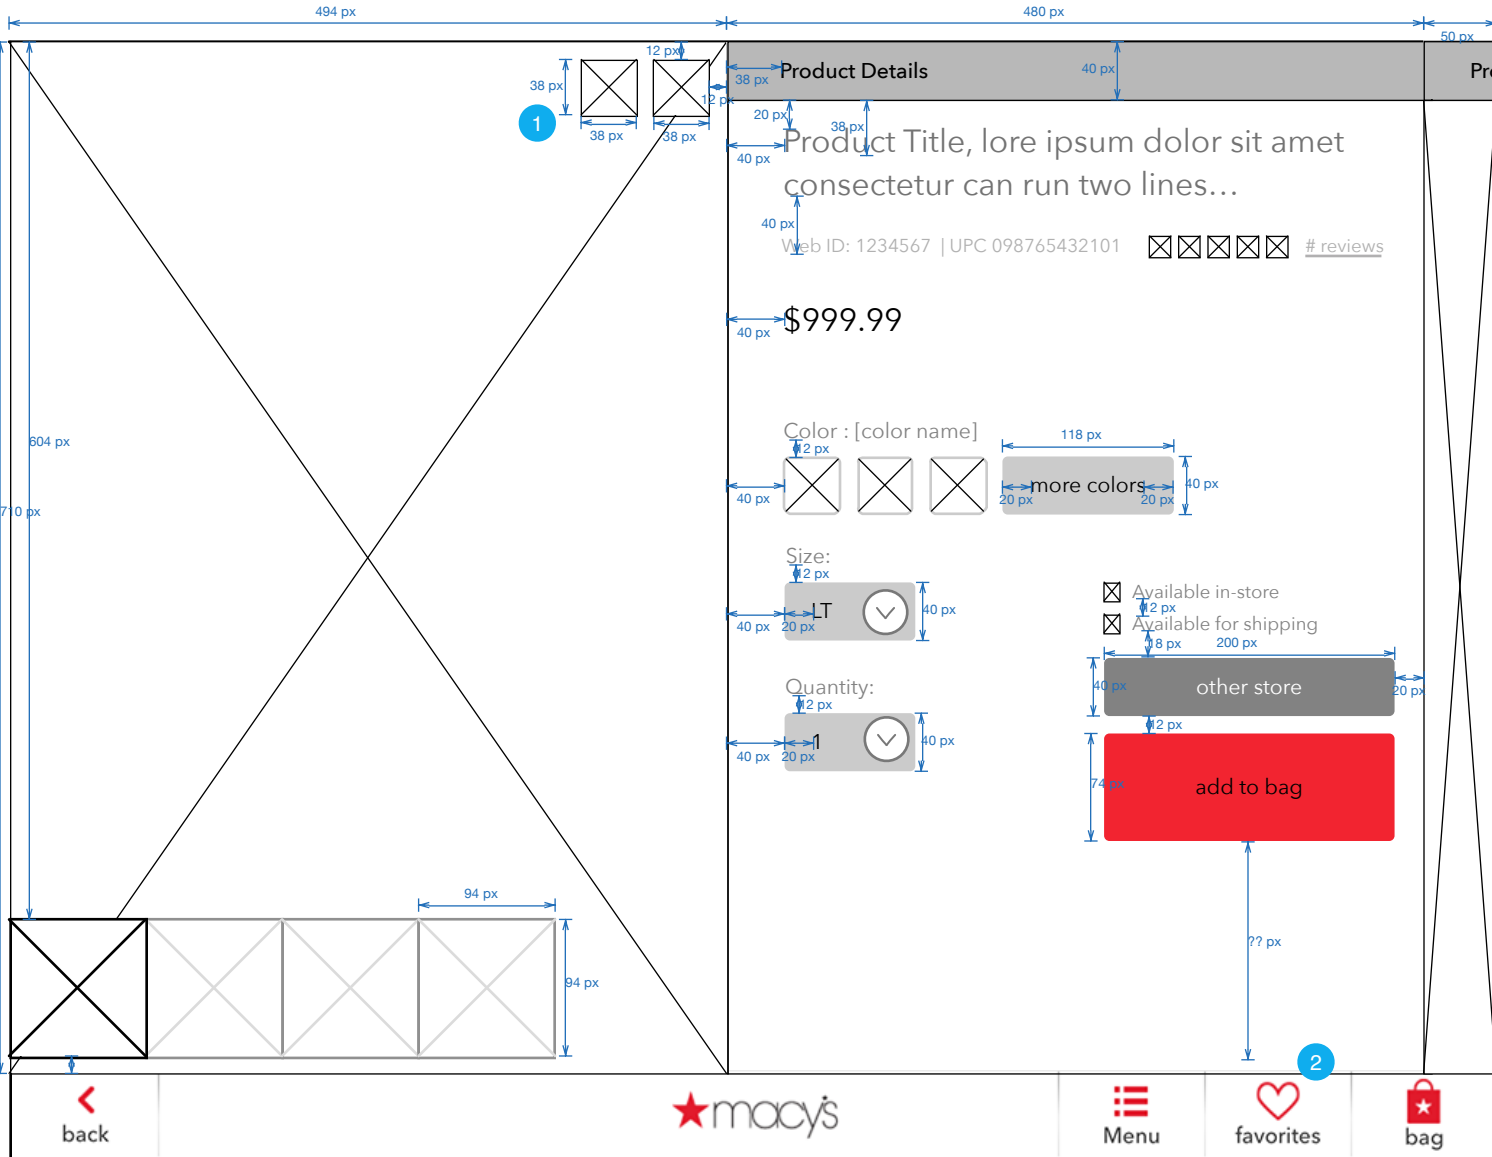 494 px
480 px
50 px
12 px
38 px
12 px
38 px
38 px
1
38 px
Product Details
40 px
Pr
20 px
38 px
40 px
Product Title, lore ipsum dolor sit amet
consectetur can run two lines...
40 px
Web ID: 1234567 | UPC 098765432101
# reviews
40 px
$999.99
604 px
710 px
Color : [color name]
12 px
118 px
40 px
20 px
more colors
20 px
40 px
Size:
12 px
40 px
20 px
LT
40 px
Available in-store
12 px
Available for shipping
18 px
200 px
40 px
other store
20 px
12 px
Quantity:
12 px
40 px
20 px
1
40 px
74 px
add to bag
?? px
94 px
94 px
2
back
macy's
Menu
favorites
bag